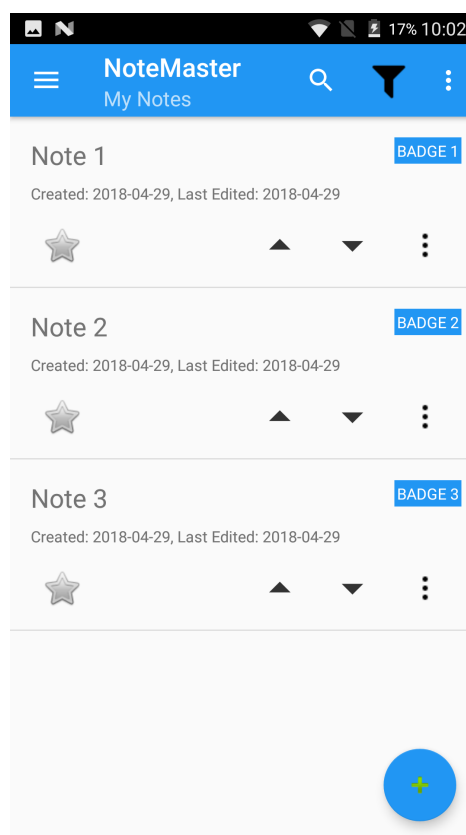 17% 10:02
NoteMaster
My Notes
Note 1
BADGE 1
Created: 2018-04-29, Last Edited: 2018-04-29
Note 2
BADGE 2
Created: 2018-04-29, Last Edited: 2018-04-29
Note 3
BADGE 3
Created: 2018-04-29, Last Edited: 2018-04-29